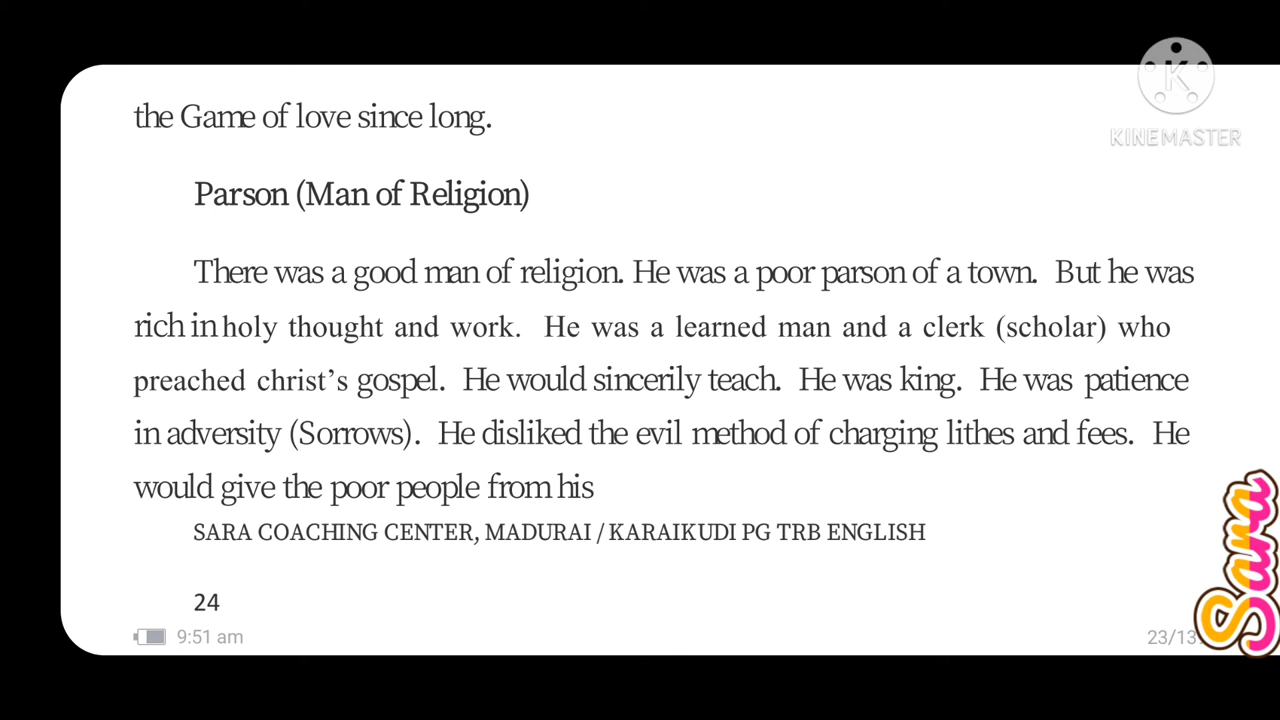 the Game of love since long.
KINEMASTER
Parson (Man of Religion)
There was a good man of religion. He was a poor parson of a town. But he was
rich in holy thought and work. He was a learned man and a clerk (scholar) who
preached christ's gospel. He would sincerily teach. He was king. He was patience
in adversity (Sorrows). He disliked the evil method of charging lithes and fees. He
would give the poor people from his
SARA COACHING CENTER, MADURAI / KARAIKUDI PG TRB ENGLISH
24
9:51 am
Sara